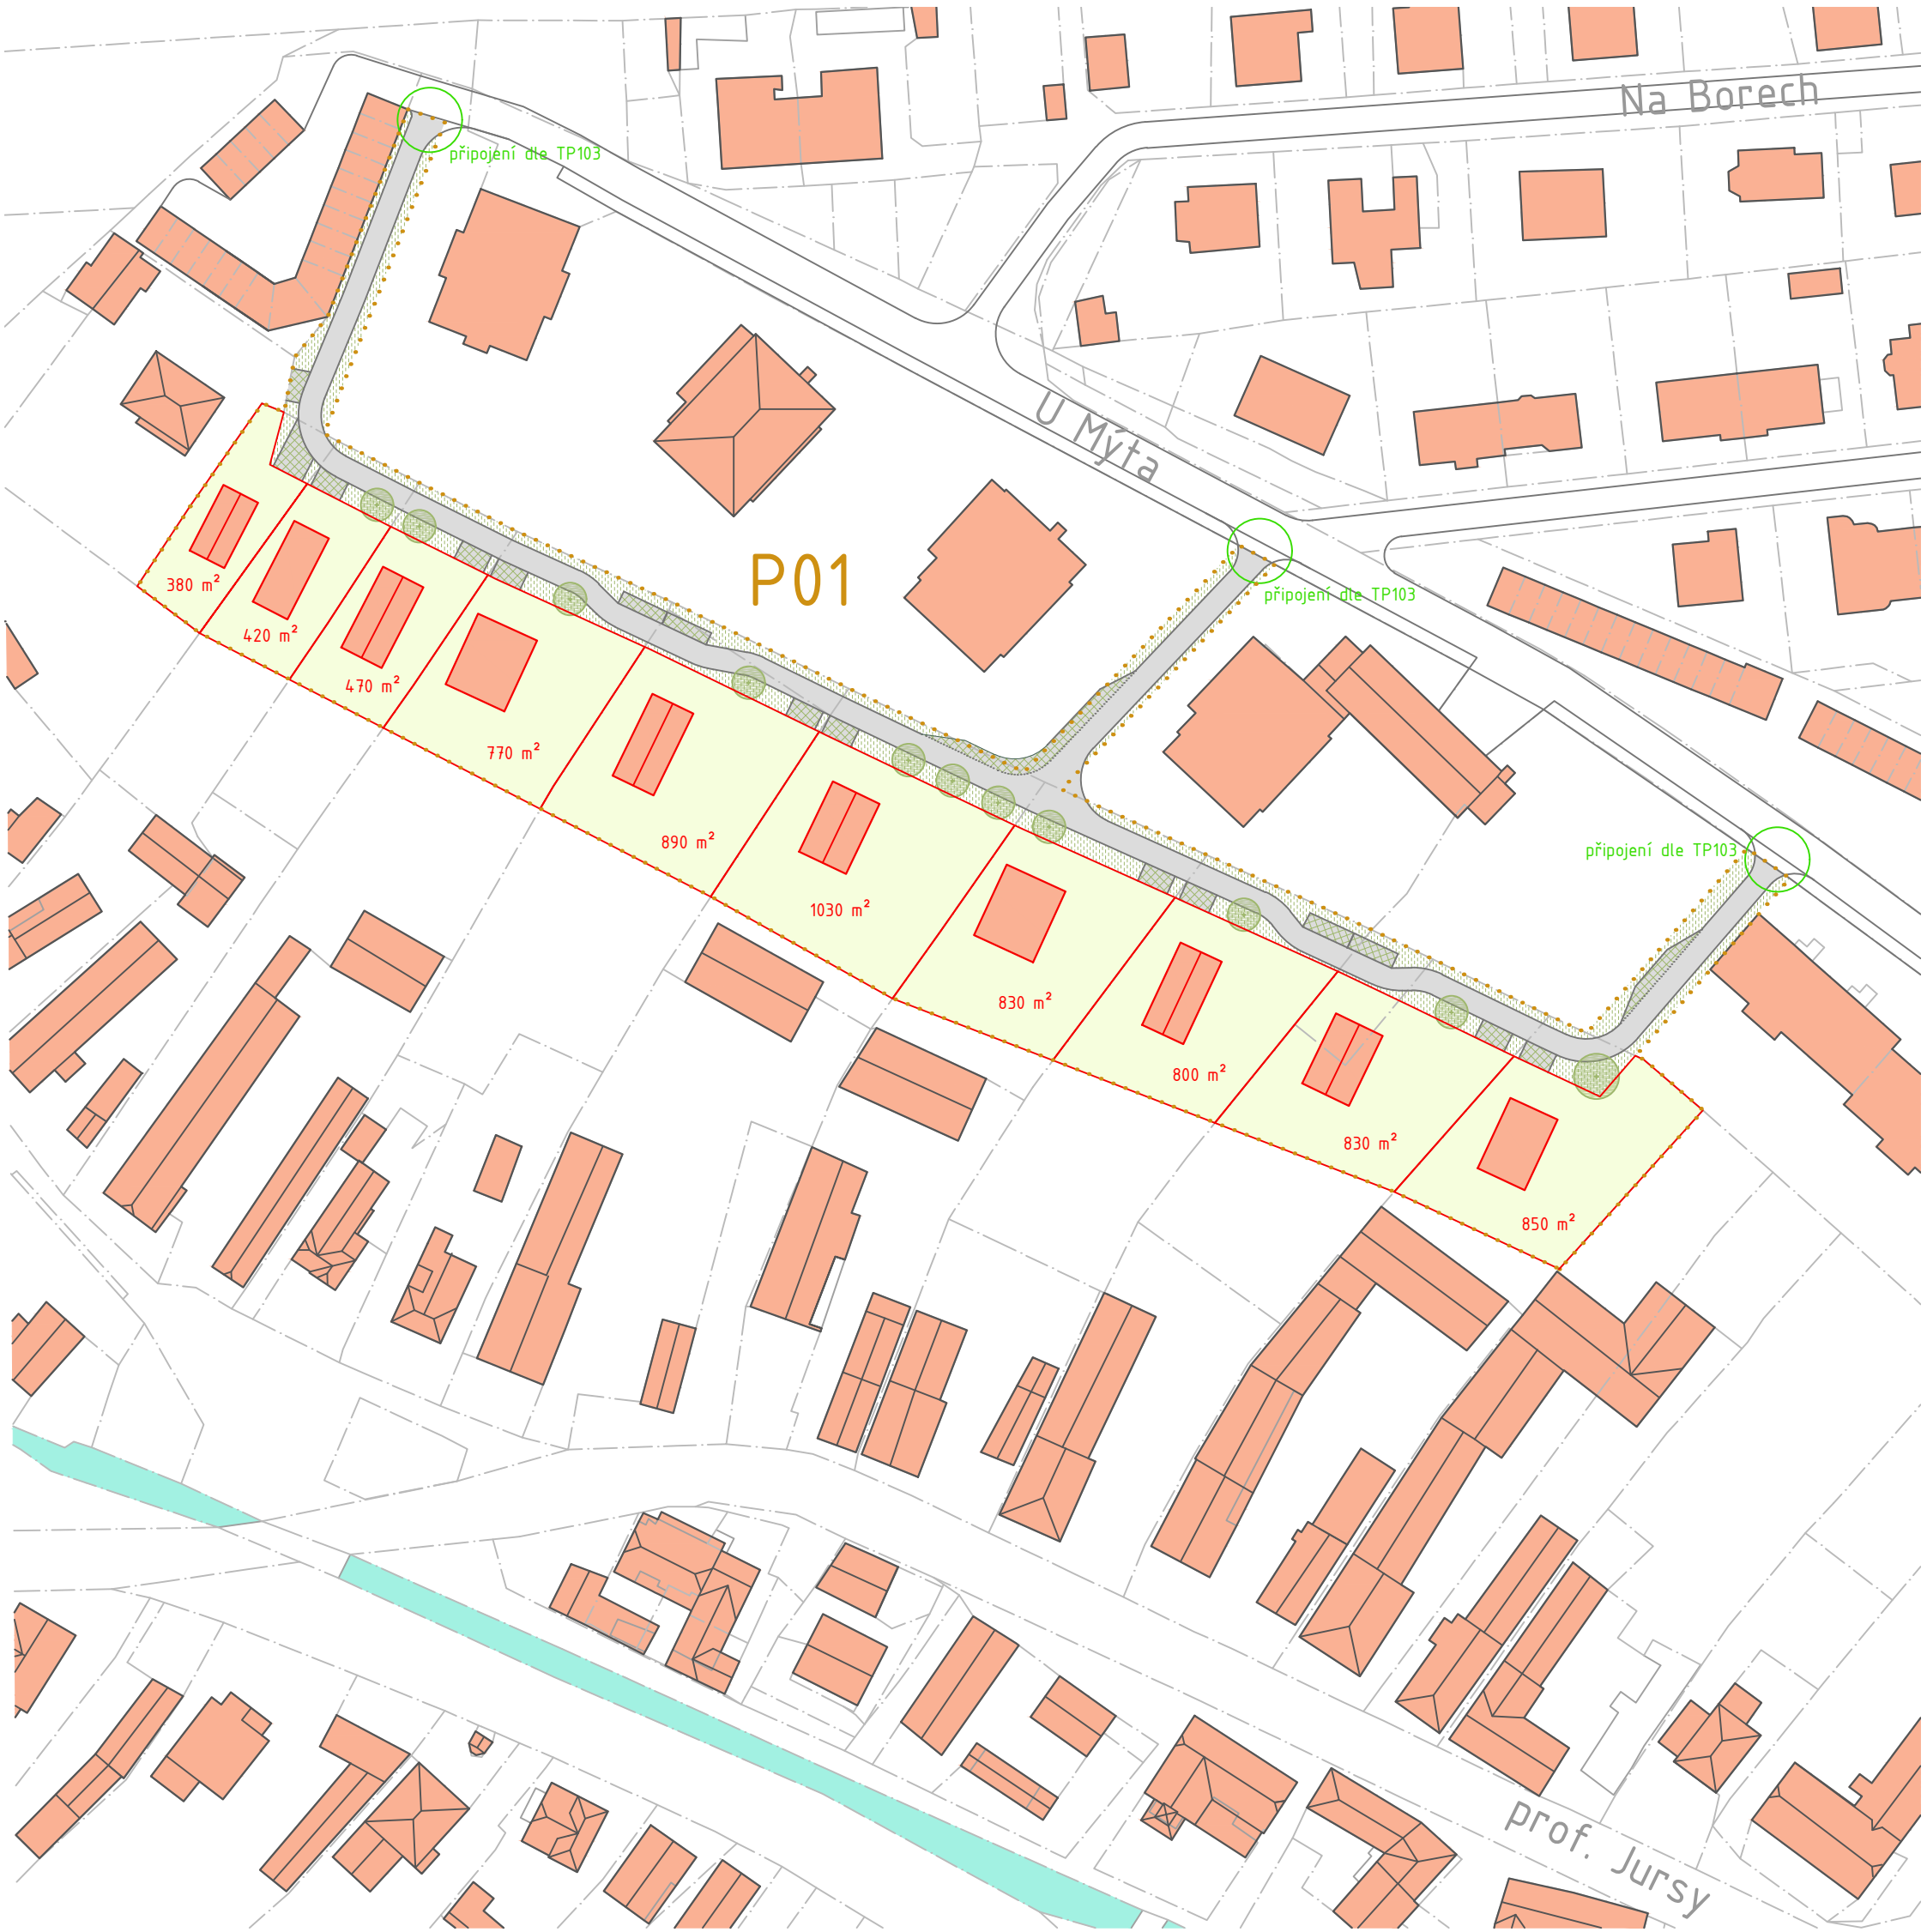 Na Borech
připojení dle TP103
U Mýta
P01
380 m²
připojení dle TP103
420 m²
470 m²
770 m²
890 m²
připojení dle TP103
1030 m²
830 m²
800 m²
830 m²
850 m²
prof. Jursy